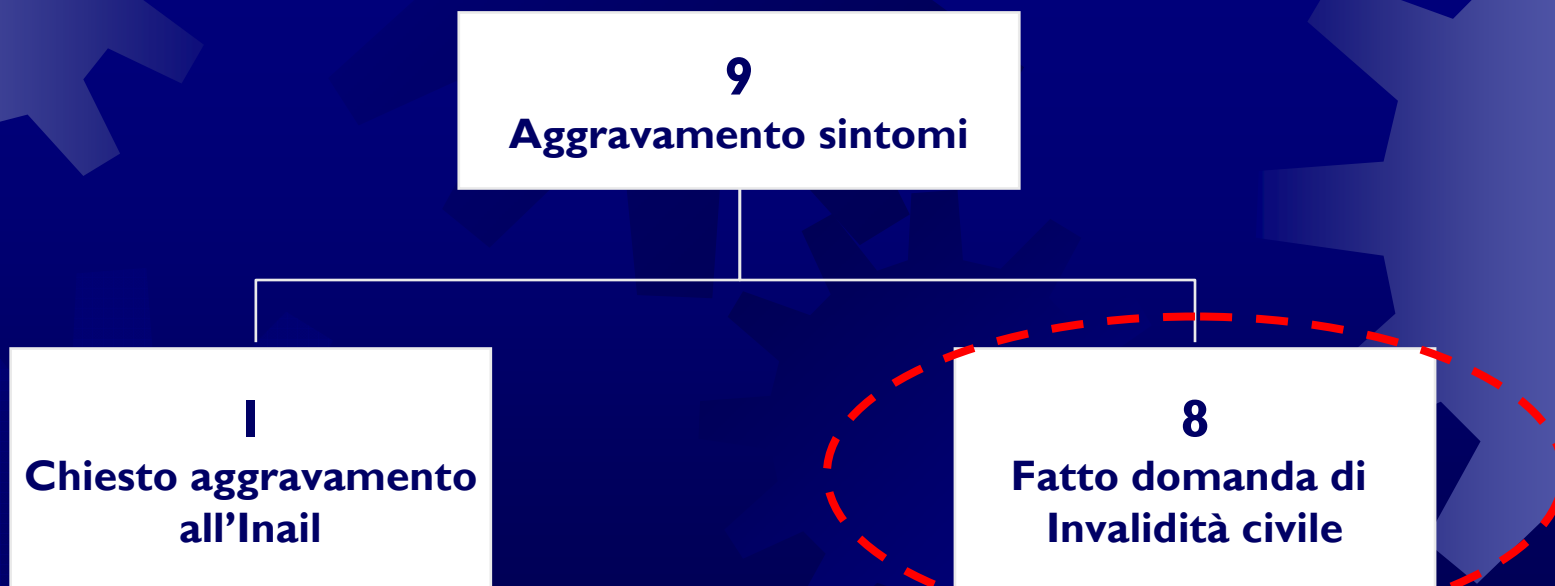 9
Aggravamento sintomi
1
Chiesto aggravamento
all’Inail
8
Fatto domanda di
Invalidità civile